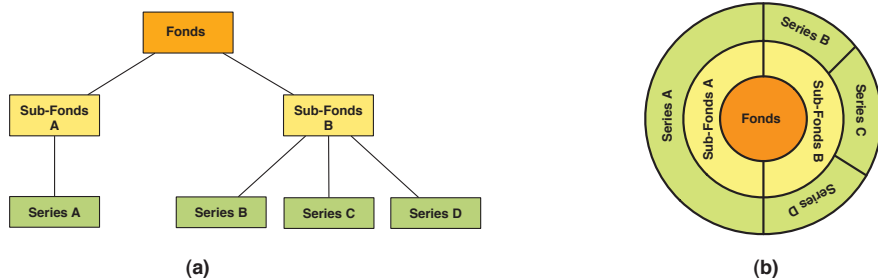 Fonds
Sub-Fonds
A
Sub-Fonds
B
Series A
Series B
Series C
Series D
(a)
Series B
Series A
Sub-Fonds A
Fonds
Sub-Fonds B
Series C
Series D
(b)